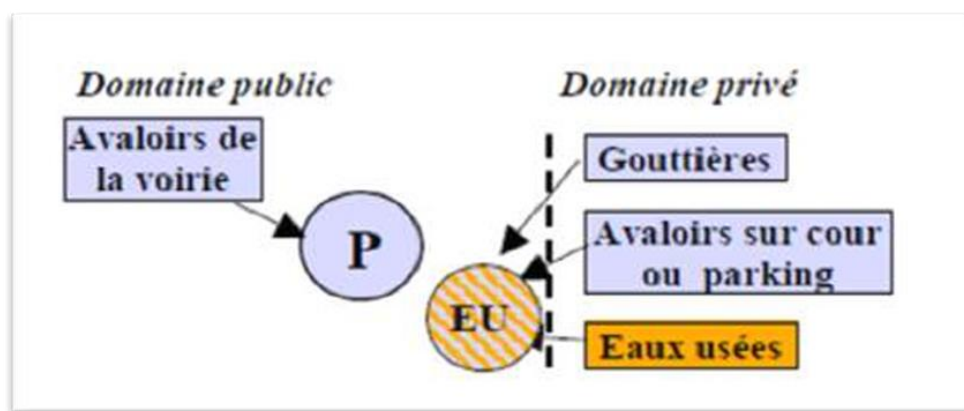 Domaine public
Domaine privé
Avaloirs de
la voirie
Gouttières
P
Avaloirs sur cour
ou parking
EU
Eaux usées